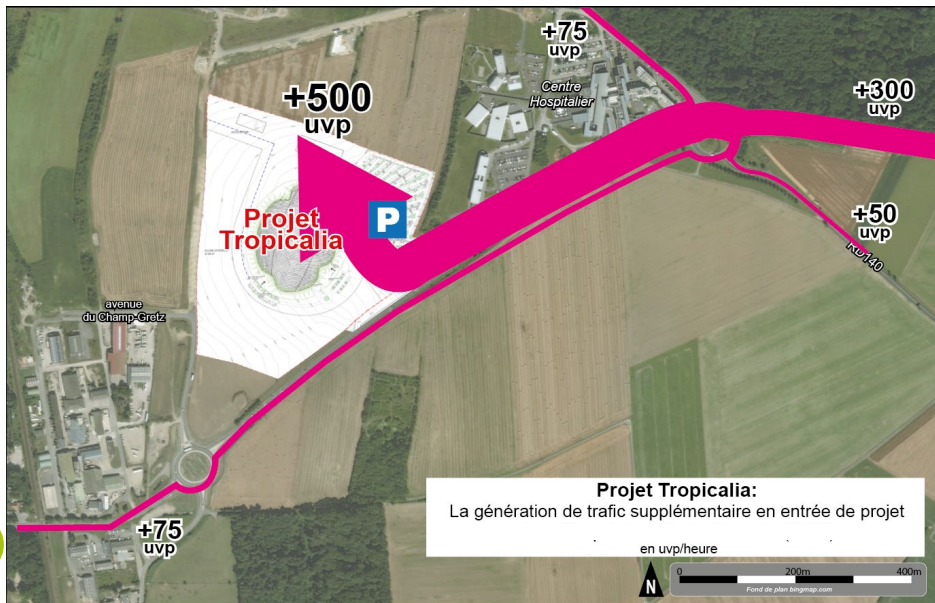 +75
uvp
+500
uvp
Centre
Hospitalier
+300
uvp
P
Projet
Tropicalia
+50
uvp
RD140
avenue
du Champ-Gretz
Projet Tropicalia:
La génération de trafic supplémentaire en entrée de projet
en uvp/heure
+75
uvp
N
0
200m
400m
Fond de plan bingmap.com